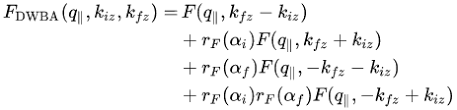 F_DWBA(q_∥, k_iz, k_fz) = F(q_∥, k_fz − k_iz)
+ r_F(α_i)F(q_∥, k_fz + k_iz)
+ r_F(α_f)F(q_∥, −k_fz − k_iz)
+ r_F(α_i)r_F(α_f)F(q_∥, −k_fz + k_iz)